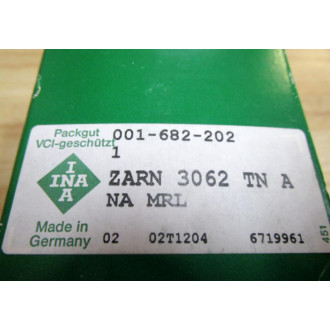 Packgut
VCI-geschützt
001-682-202
1
I
INA
A
ZARN 3062 TN A
NA MRL
Made in
Germany
02 02T1204 6719961
451